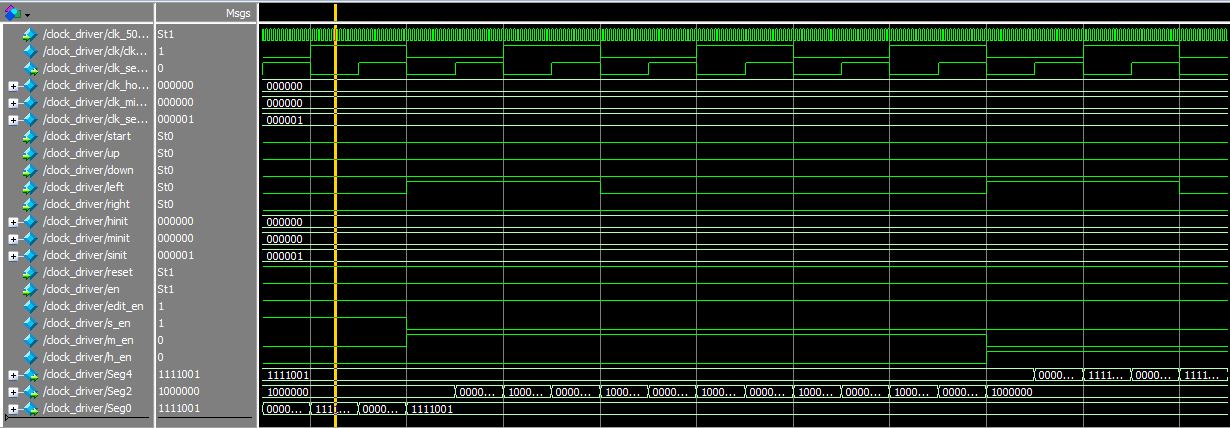 Msgs
/clock_driver/clk_50... St1
/clock_driver/clk/clk... 1
/clock_driver/clk_se... 0
/clock_driver/clk_ho... 000000 000000
/clock_driver/clk_mi... 000000 000000
/clock_driver/clk_se... 000001 000001
/clock_driver/start St0
/clock_driver/up St0
/clock_driver/down St0
/clock_driver/left St0
/clock_driver/right St0
/clock_driver/hinit 000000 000000
/clock_driver/minit 000000 000000
/clock_driver/sinit 000001 000001
/clock_driver/reset St1
/clock_driver/en St1
/clock_driver/edit_en 1
/clock_driver/s_en 1
/clock_driver/m_en 0
/clock_driver/h_en 0
/clock_driver/Seg4 1111001 1111001 0000... 1111... 0000... 1111...
/clock_driver/Seg2 1000000 1000000 0000... 1000... 0000... 1000... 0000... 1000... 0000... 1000... 0000... 1000... 0000... 1000000
/clock_driver/Seg0 1111001 0000... 111... 0000... 1111001